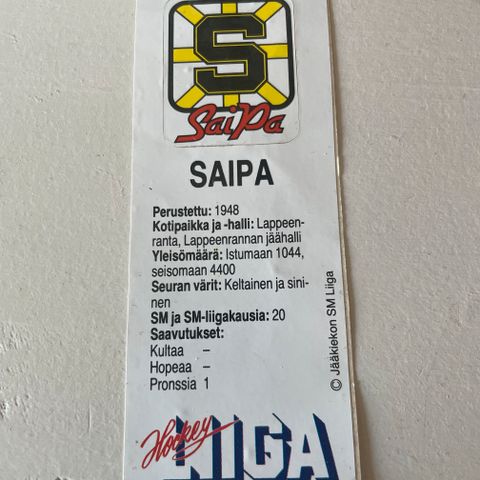 S
SaiPa
SAIPA
Perustettu: 1948
Kotipaikka ja -halli: Lappeen-
ranta, Lappeenrannan jäähalli
Yleisömäärä: Istumaan 1044,
seisomaan 4400
Seuran värit: Keltainen ja sini-
nen
SM ja SM-liigakausia: 20
Saavutukset:
Kultaa –
Hopeaa –
Pronssia 1
© Jääkiekon SM Liiga
Hockey
LIIGA